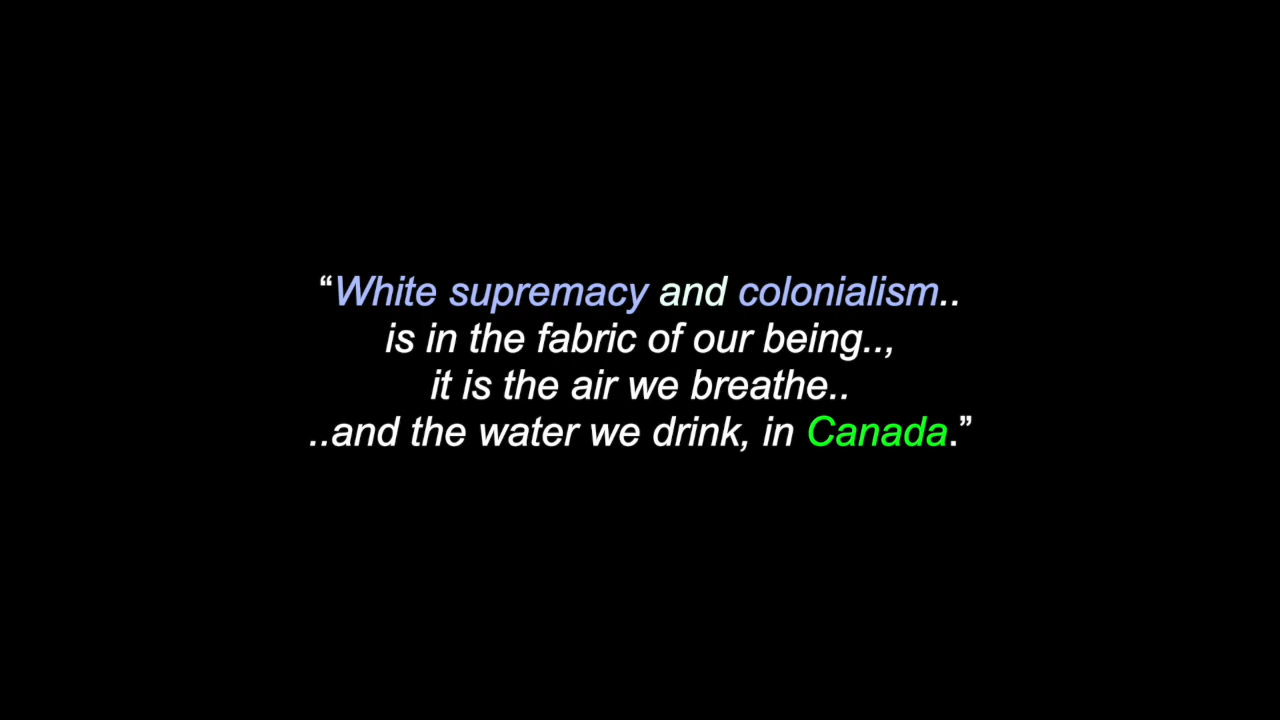 “White supremacy and colonialism..
is in the fabric of our being..,
it is the air we breathe..
..and the water we drink, in Canada.”